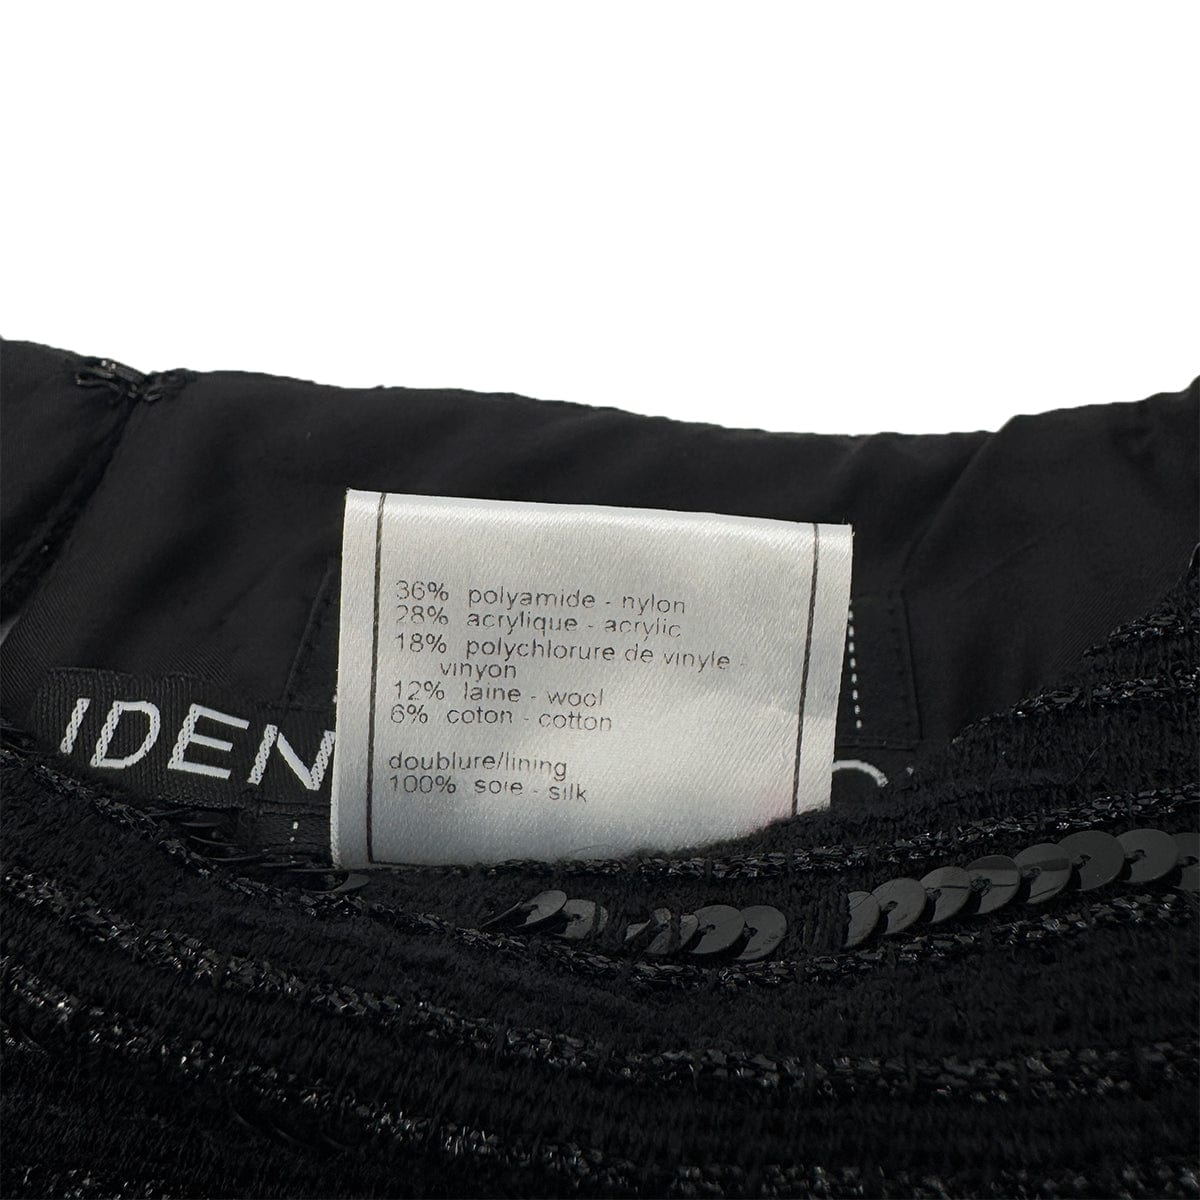 36% polyamide - nylon
28% acrylique - acrylic
18% polychlorure de vinyle -
vinyon
12% laine - wool
6% coton - cotton
doublure/lining
100% soie - silk
IDEN